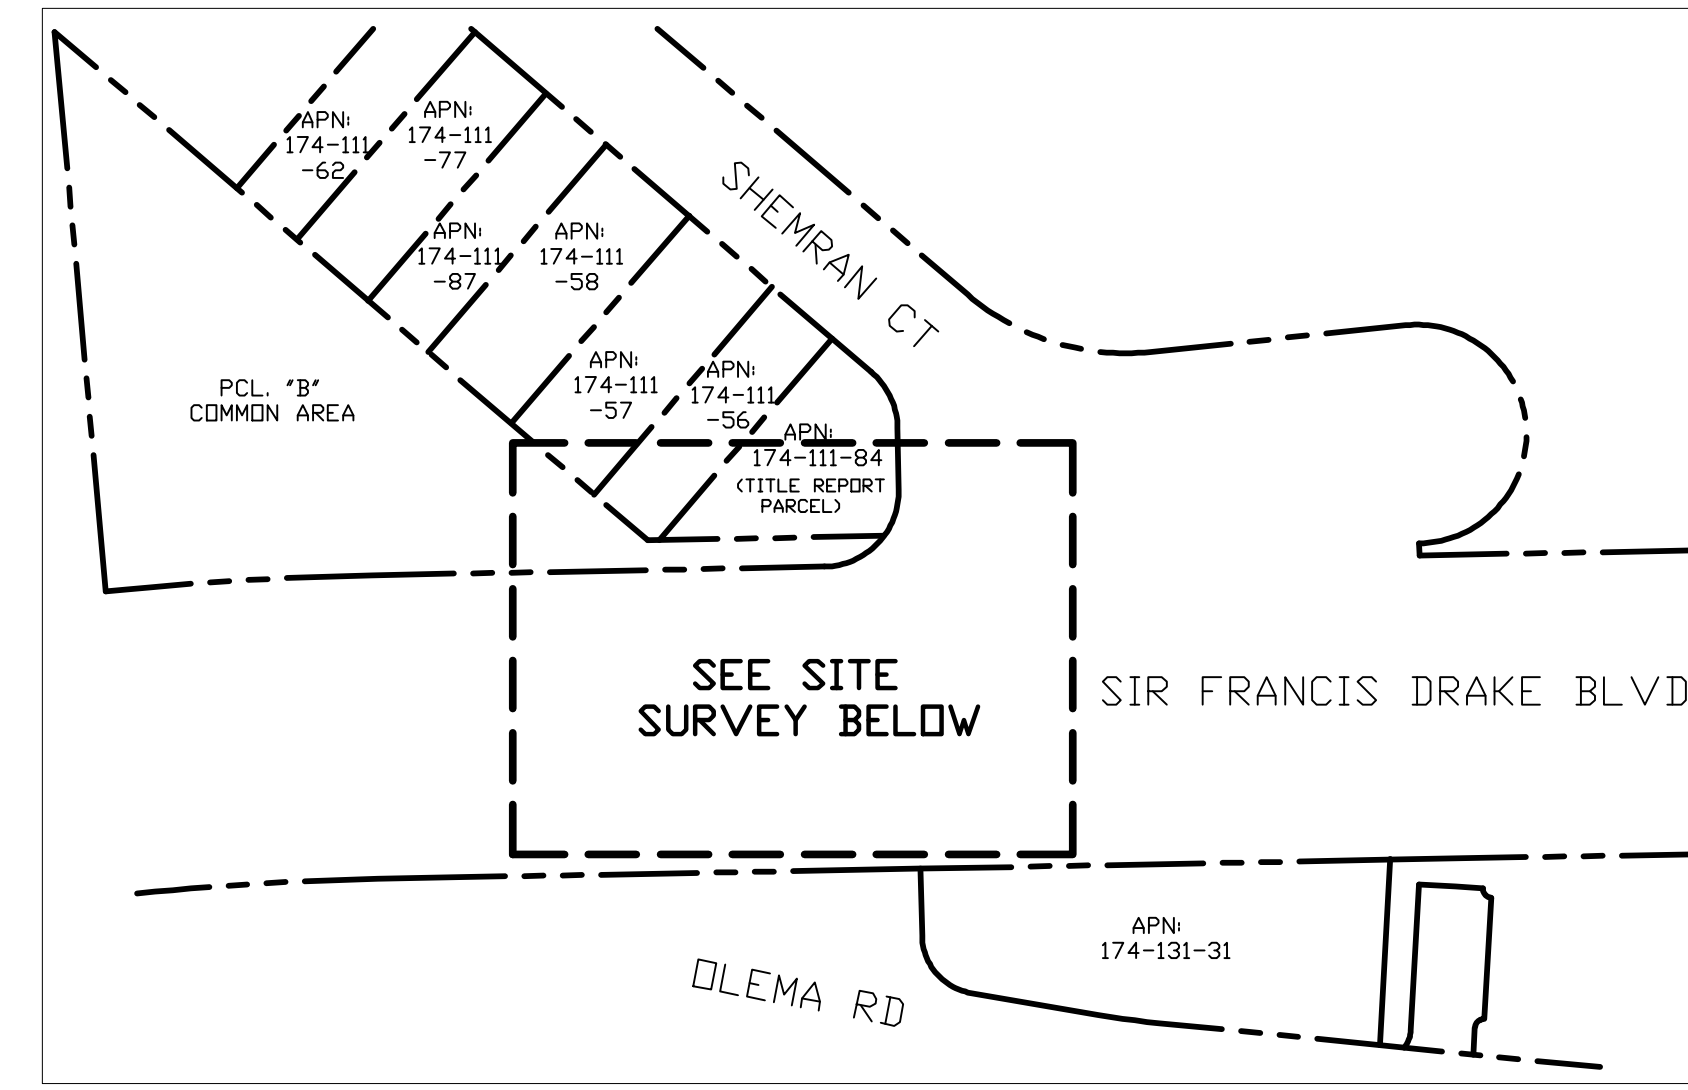 APN:
174-111
-62
APN:
174-111
-77
APN:
174-111
-87
APN:
174-111
-58
SHEMRAN CT
APN:
174-111
-57
APN:
174-111
-56
PCL. "B"
COMMON AREA
APN:
174-111-84
(TITLE REPORT
PARCEL)
SEE SITE
SURVEY BELOW
SIR FRANCIS DRAKE BLVD
APN:
174-131-31
OLEMA RD